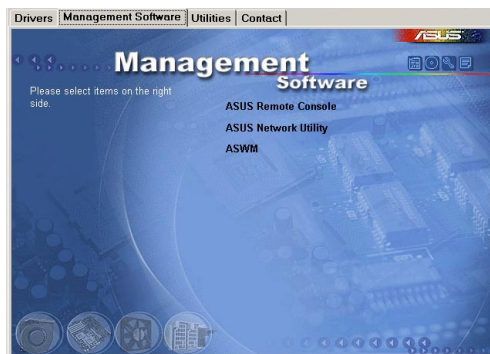 Drivers Management Software Utilities Contact
ASUS
Management
Software
Please select items on the right
side.
ASUS Remote Console
ASUS Network Utility
ASWM